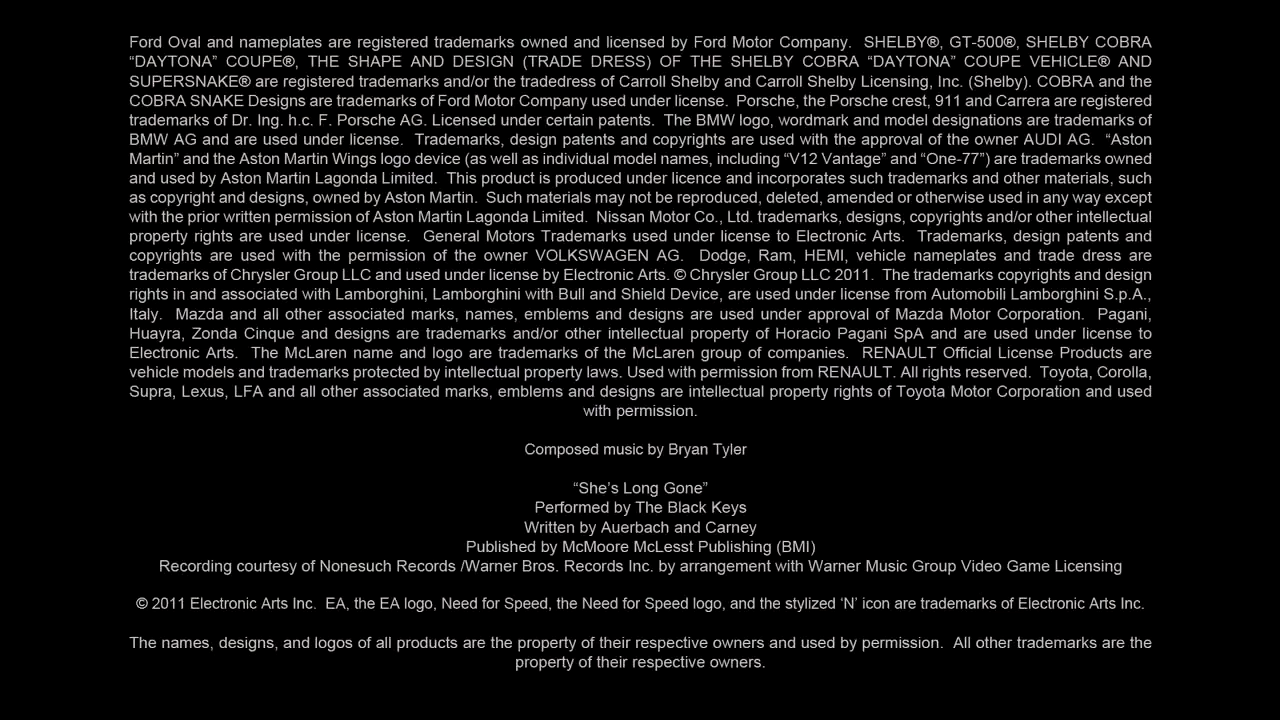 Ford Oval and nameplates are registered trademarks owned and licensed by Ford Motor Company.  SHELBY®, GT-500®, SHELBY COBRA
“DAYTONA” COUPE®, THE SHAPE AND DESIGN (TRADE DRESS) OF THE SHELBY COBRA “DAYTONA” COUPE VEHICLE® AND
SUPERSNAKE® are registered trademarks and/or the tradedress of Carroll Shelby and Carroll Shelby Licensing, Inc. (Shelby). COBRA and the
COBRA SNAKE Designs are trademarks of Ford Motor Company used under license.  Porsche, the Porsche crest, 911 and Carrera are registered
trademarks of Dr. Ing. h.c. F. Porsche AG. Licensed under certain patents.  The BMW logo, wordmark and model designations are trademarks of
BMW AG and are used under license.  Trademarks, design patents and copyrights are used with the approval of the owner AUDI AG.  “Aston
Martin” and the Aston Martin Wings logo device (as well as individual model names, including “V12 Vantage” and “One-77”) are trademarks owned
and used by Aston Martin Lagonda Limited.  This product is produced under licence and incorporates such trademarks and other materials, such
as copyright and designs, owned by Aston Martin.  Such materials may not be reproduced, deleted, amended or otherwise used in any way except
with the prior written permission of Aston Martin Lagonda Limited.  Nissan Motor Co., Ltd. trademarks, designs, copyrights and/or other intellectual
property rights are used under license.  General Motors Trademarks used under license to Electronic Arts.  Trademarks, design patents and
copyrights are used with the permission of the owner VOLKSWAGEN AG.  Dodge, Ram, HEMI, vehicle nameplates and trade dress are
trademarks of Chrysler Group LLC and used under license by Electronic Arts. © Chrysler Group LLC 2011.  The trademarks copyrights and design
rights in and associated with Lamborghini, Lamborghini with Bull and Shield Device, are used under license from Automobili Lamborghini S.p.A.,
Italy.  Mazda and all other associated marks, names, emblems and designs are used under approval of Mazda Motor Corporation.  Pagani,
Huayra, Zonda Cinque and designs are trademarks and/or other intellectual property of Horacio Pagani SpA and are used under license to
Electronic Arts.  The McLaren name and logo are trademarks of the McLaren group of companies.  RENAULT Official License Products are
vehicle models and trademarks protected by intellectual property laws. Used with permission from RENAULT. All rights reserved.  Toyota, Corolla,
Supra, Lexus, LFA and all other associated marks, emblems and designs are intellectual property rights of Toyota Motor Corporation and used
with permission.
Composed music by Bryan Tyler
“She’s Long Gone”
Performed by The Black Keys
Written by Auerbach and Carney
Published by McMoore McLesst Publishing (BMI)
Recording courtesy of Nonesuch Records /Warner Bros. Records Inc. by arrangement with Warner Music Group Video Game Licensing
© 2011 Electronic Arts Inc.  EA, the EA logo, Need for Speed, the Need for Speed logo, and the stylized ‘N’ icon are trademarks of Electronic Arts Inc.
The names, designs, and logos of all products are the property of their respective owners and used by permission.  All other trademarks are the
property of their respective owners.